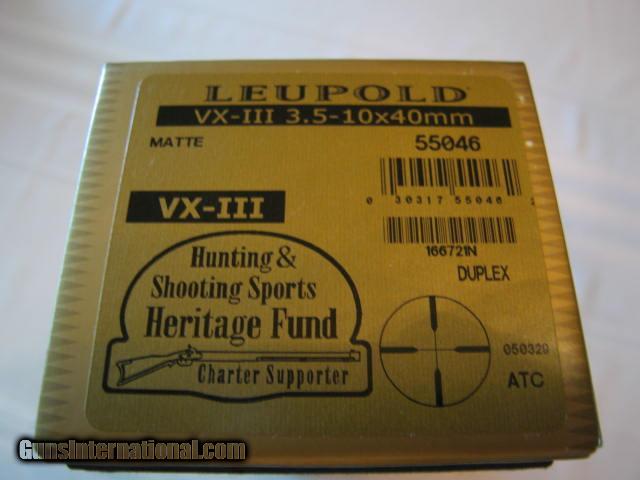 LEUPOLD
VX-III 3.5-10x40mm
MATTE
55046
0 30317 55046 2
166721N
VX-III
DUPLEX
Hunting &
Shooting Sports
Heritage Fund
Charter Supporter
050329
ATC
GunsInternational.com